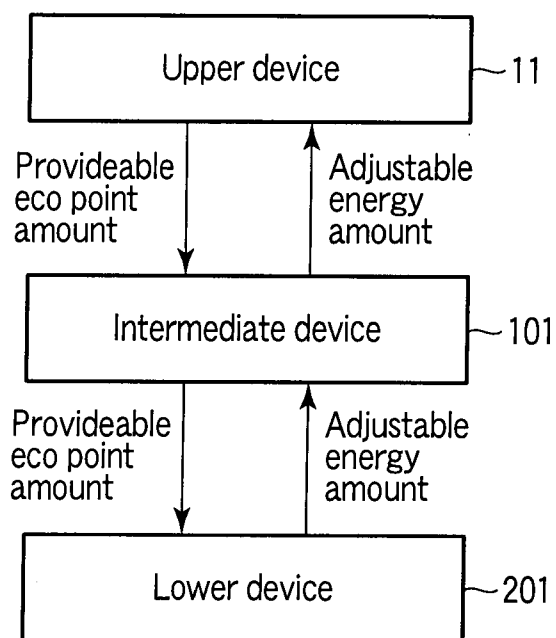 Upper device
11
Provideable
eco point
amount
Adjustable
energy
amount
Intermediate device
101
Provideable
eco point
amount
Adjustable
energy
amount
Lower device
201